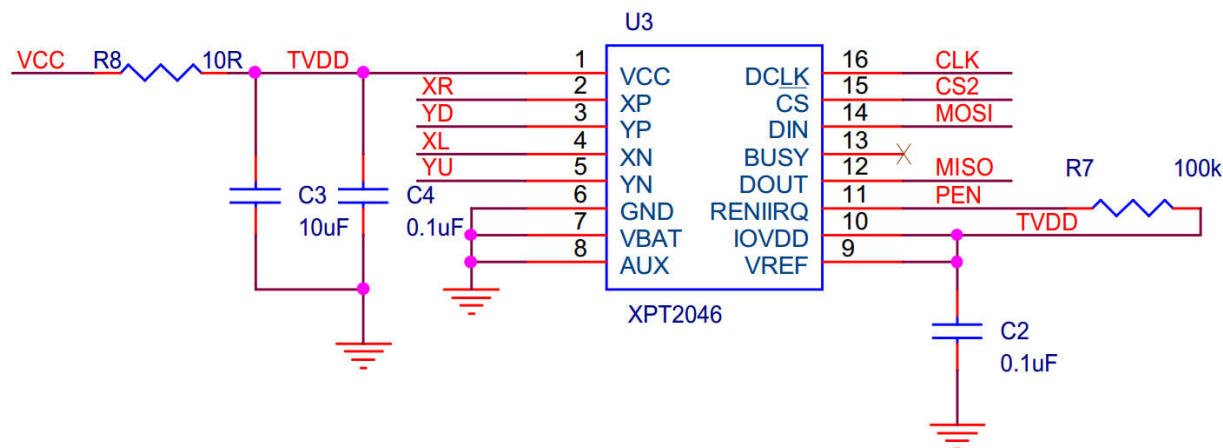 U3
VCC R8 10R TVDD 1 VCC DCLK 16 CLK
XR 2 XP CS 15 CS2
YD 3 YP DIN 14 MOSI
XL 4 XN BUSY 13
YU 5 YN DOUT 12 MISO R7 100k
6 GND RENIIRQ 11 PEN
7 VBAT IOVDD 10 TVDD
8 AUX VREF 9
C3 C4
10uF 0.1uF
XPT2046
C2
0.1uF